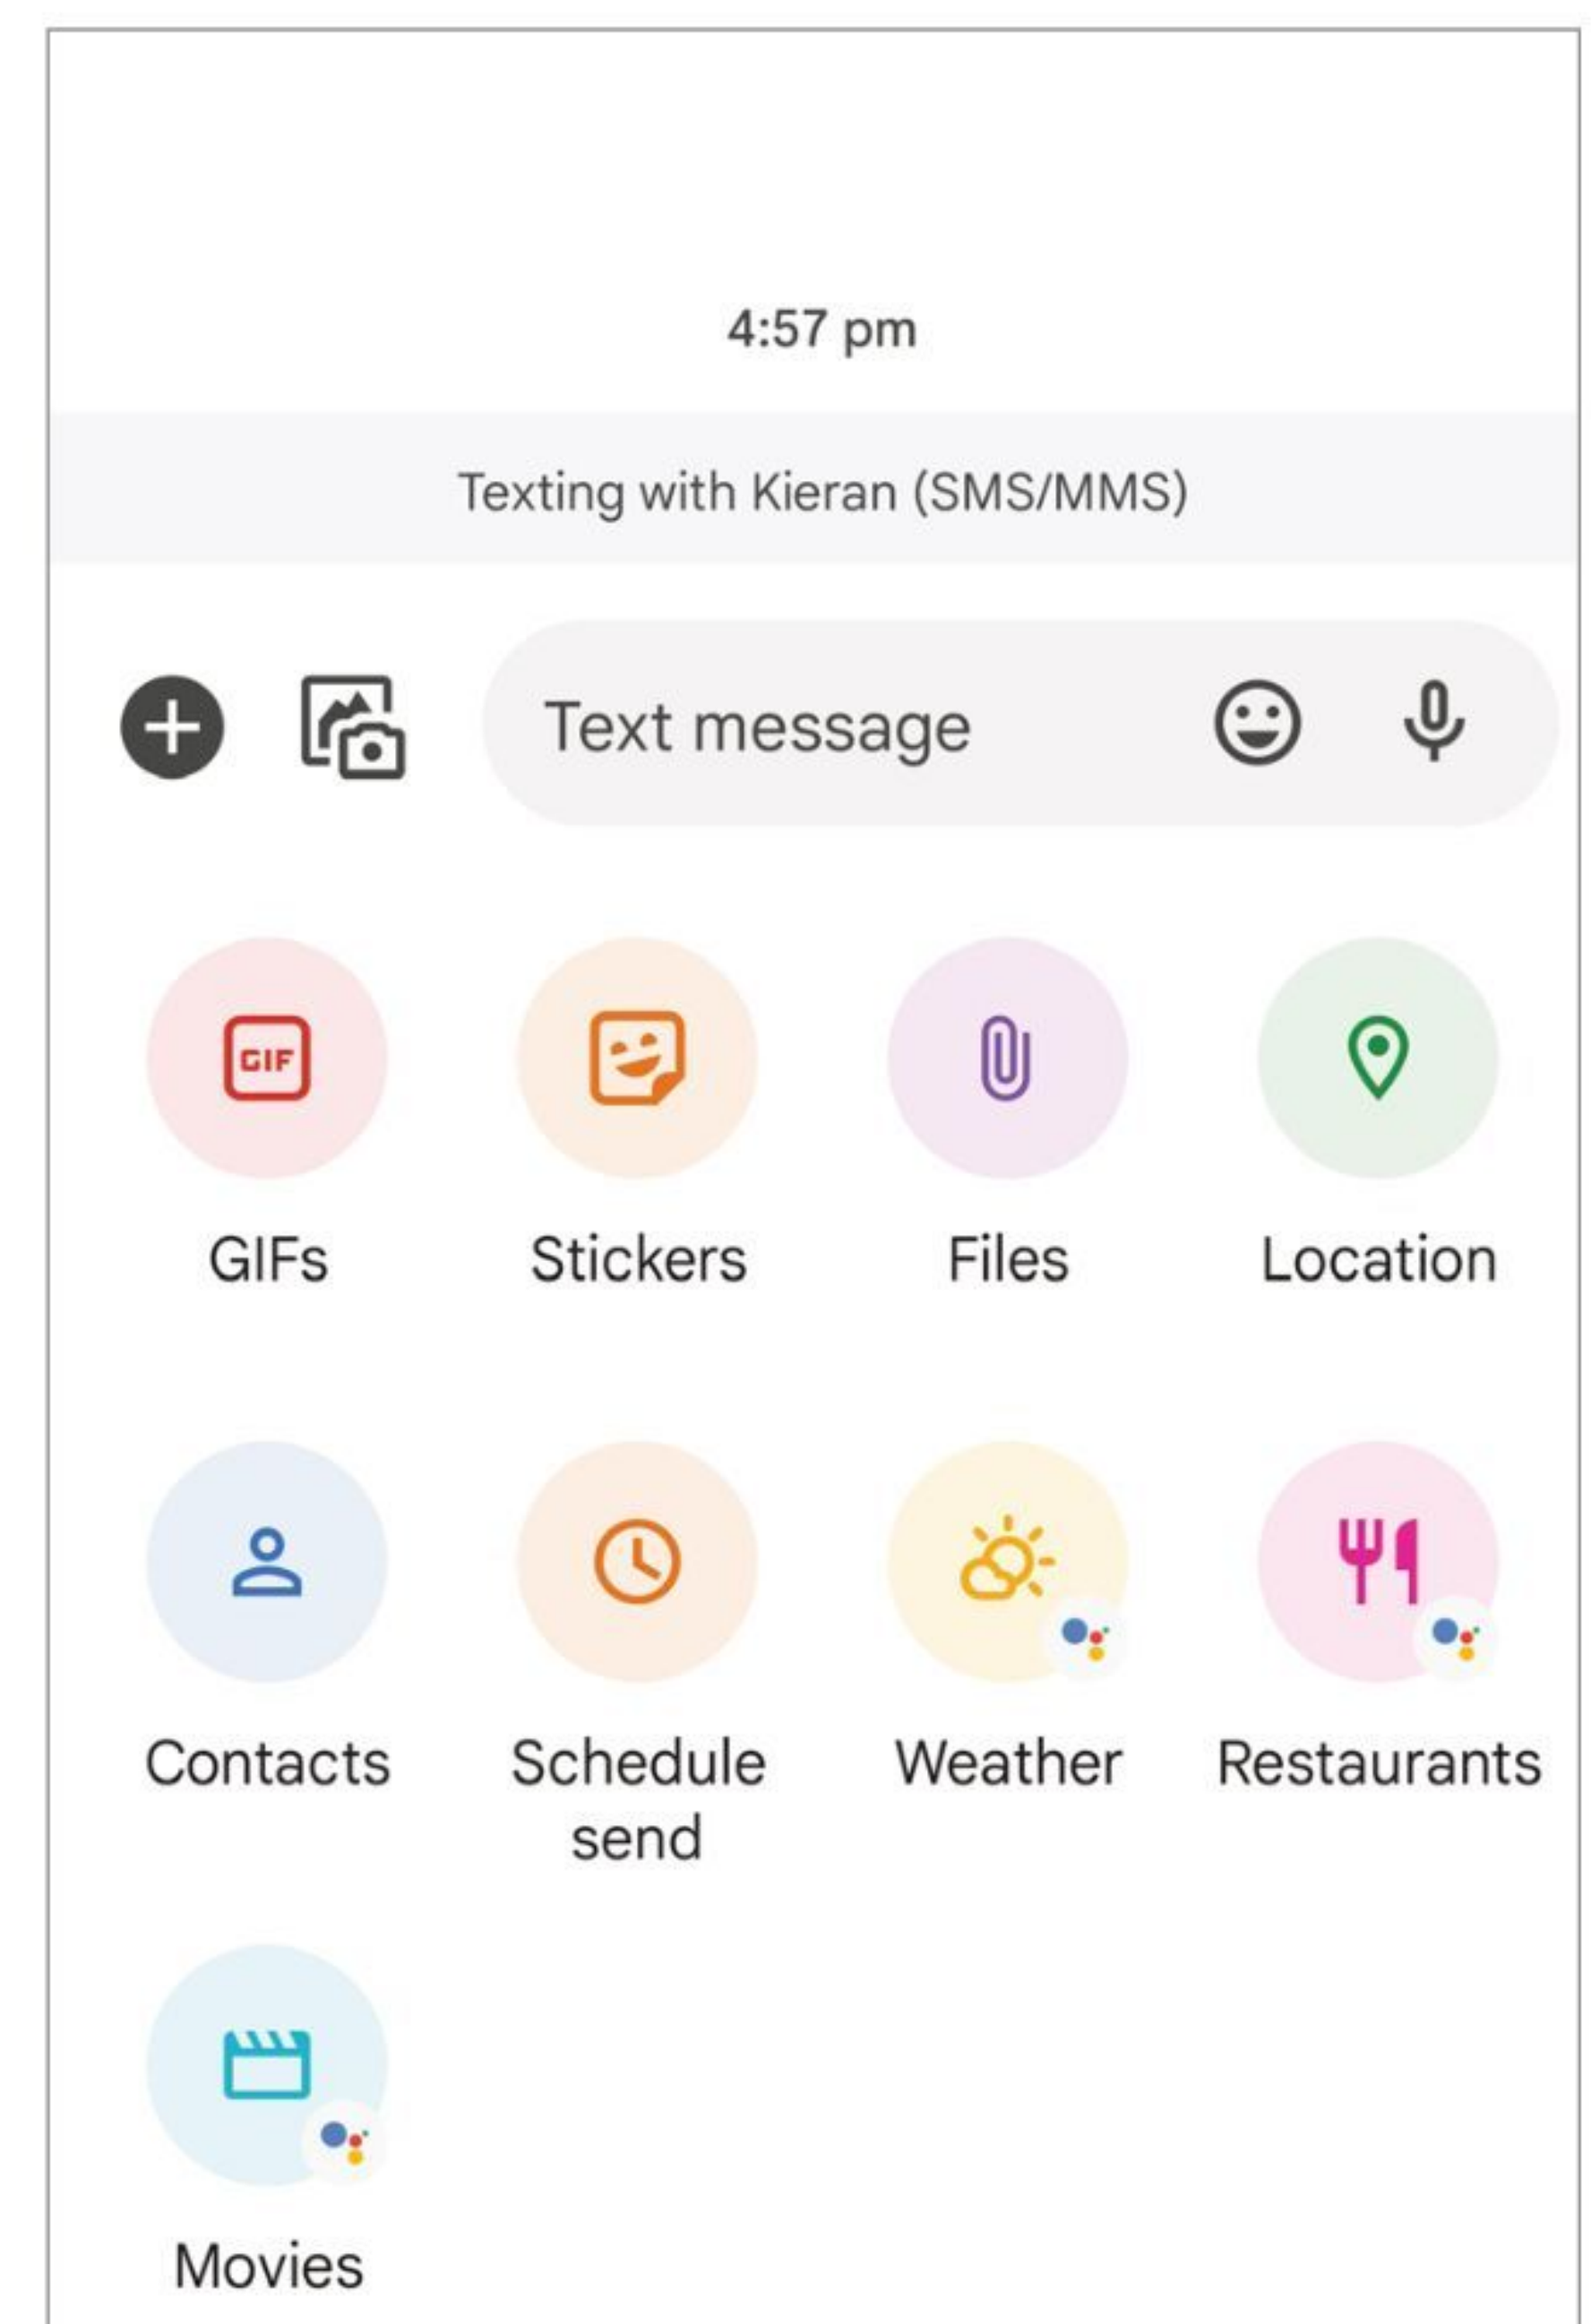 4:57 pm
Texting with Kieran (SMS/MMS)
Text message
GIF
GIFs
Stickers
Files
Location
Contacts
Schedule
send
Weather
Restaurants
Movies